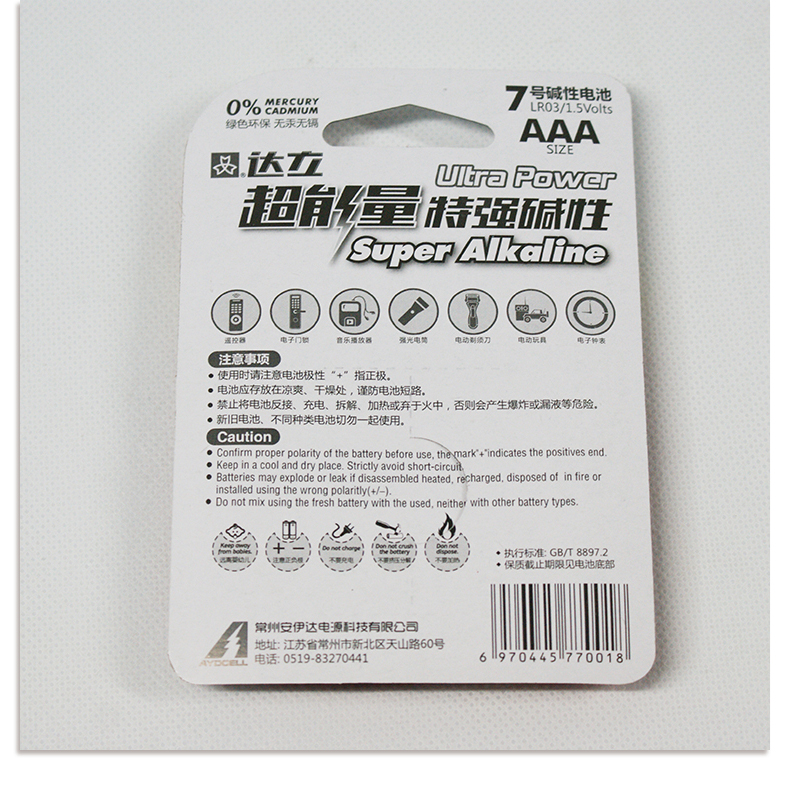 0% MERCURY CADMIUM
绿色环保 无汞无镉
7号碱性电池
LR03/1.5Volts
AAA
SIZE
达立
Ultra Power
超能量 特强碱性
Super Alkaline
遥控器 电子门锁 音乐播放器 强光电筒 电动剃须刀 电动玩具 电子钟表
注意事项
• 使用时请注意电池极性“+”指正极。
• 电池应存放在凉爽、干燥处，谨防电池短路。
• 禁止将电池反接、充电、拆解、加热或弃于火中，否则会产生爆炸或漏液等危险。
• 新旧电池、不同种类电池切勿一起使用。
Caution
• Confirm proper polarity of the battery before use, the mark"+"indicates the positives end.
• Keep in a cool and dry place. Strictly avoid short-circuit.
• Batteries may explode or leak if disassembled heated, recharged, disposed of in fire or
installed using the wrong polaritly(+/-).
• Do not mix using the fresh battery with the used, neither with other battery types.
Keep away from babies. 远离婴幼儿
+ − 注意正负极
Do not charge 不要充电
Don not crush the battery 不要挤压分解
Don not dispose. 不要加热
• 执行标准: GB/T 8897.2
• 保质截止期限见电池底部
AYDCELL
常州安伊达电源科技有限公司
地址: 江苏省常州市新北区天山路60号
电话: 0519-83270441
6 970445 770018